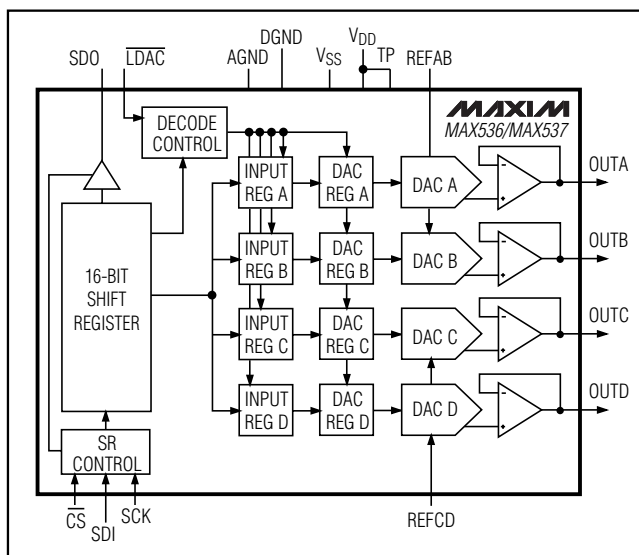 DGND
SDO
LDAC
AGND
VSS
VDD
TP
REFAB
MAXIM
MAX536/MAX537
DECODE
CONTROL
INPUT
REG A
DAC
REG A
DAC A
OUTA
INPUT
REG B
DAC
REG B
DAC B
OUTB
16-BIT
SHIFT
REGISTER
INPUT
REG C
DAC
REG C
DAC C
OUTC
INPUT
REG D
DAC
REG D
DAC D
OUTD
SR
CONTROL
CS
SDI
SCK
REFCD